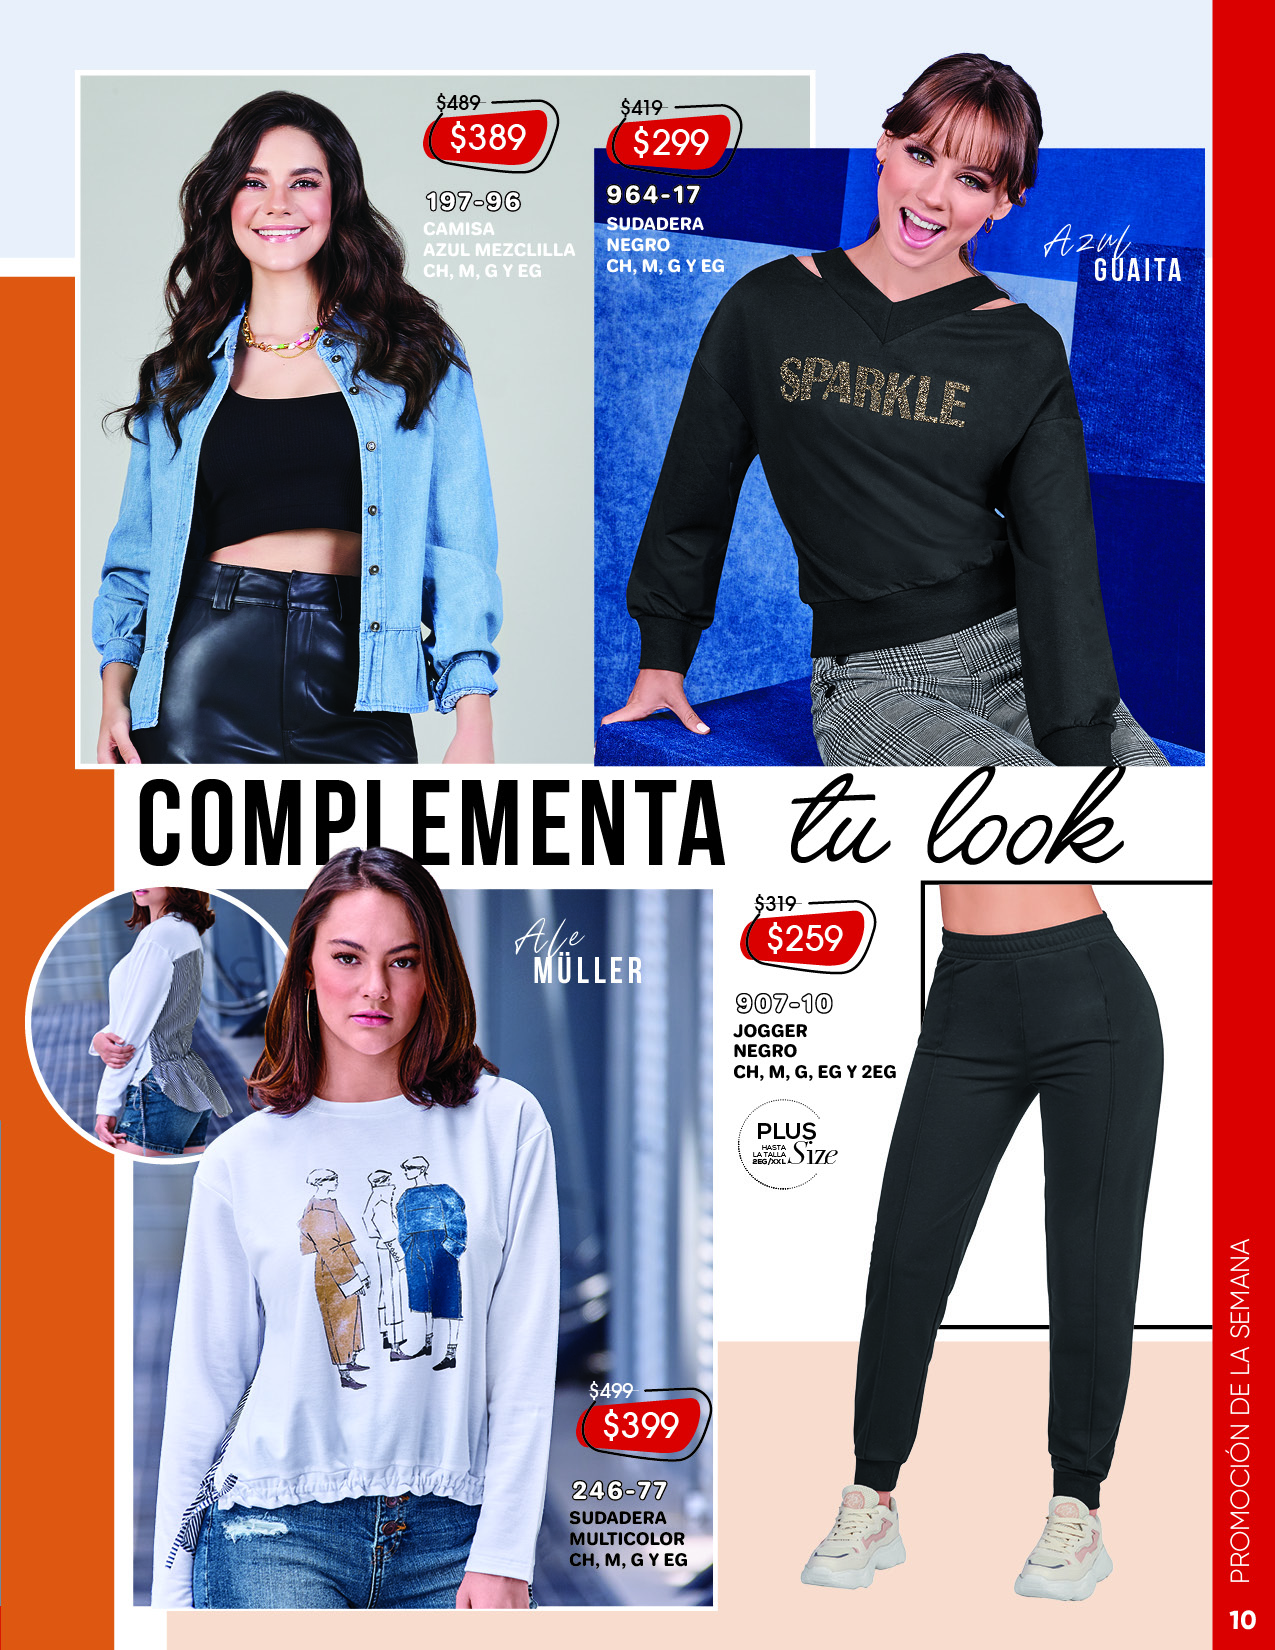 $489
$389
197-96
CAMISA
AZUL MEZCLILLA
CH, M, G Y EG
$419
$299
964-17
SUDADERA
NEGRO
CH, M, G Y EG
Azul
GUAITA
SPARKLE
COMPLEMENTA tu look
Ale
MÜLLER
$319
$259
907-10
JOGGER
NEGRO
CH, M, G, EG Y 2EG
PLUS
HASTA
LA TALLA
2EG/XXL
Size
$499
$399
246-77
SUDADERA
MULTICOLOR
CH, M, G Y EG
PROMOCIÓN DE LA SEMANA
10